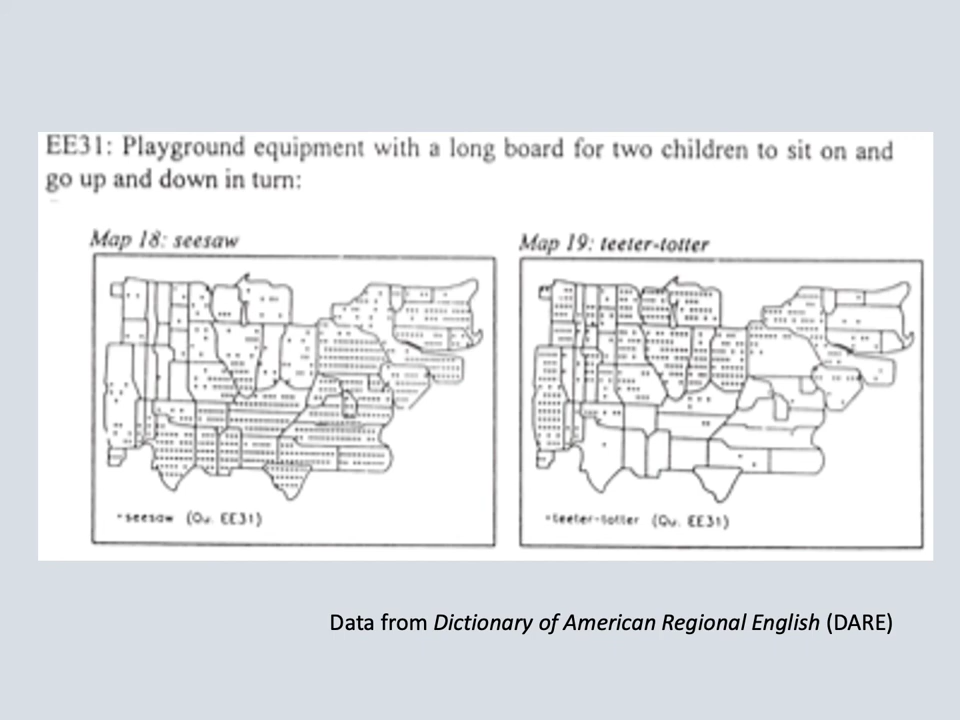 EE31: Playground equipment with a long board for two children to sit on and
go up and down in turn:
Map 18: seesaw
Map 19: teeter-totter
-seesaw (Qu. EE31)
-teeter-totter (Qu. EE31)
Data from Dictionary of American Regional English (DARE)